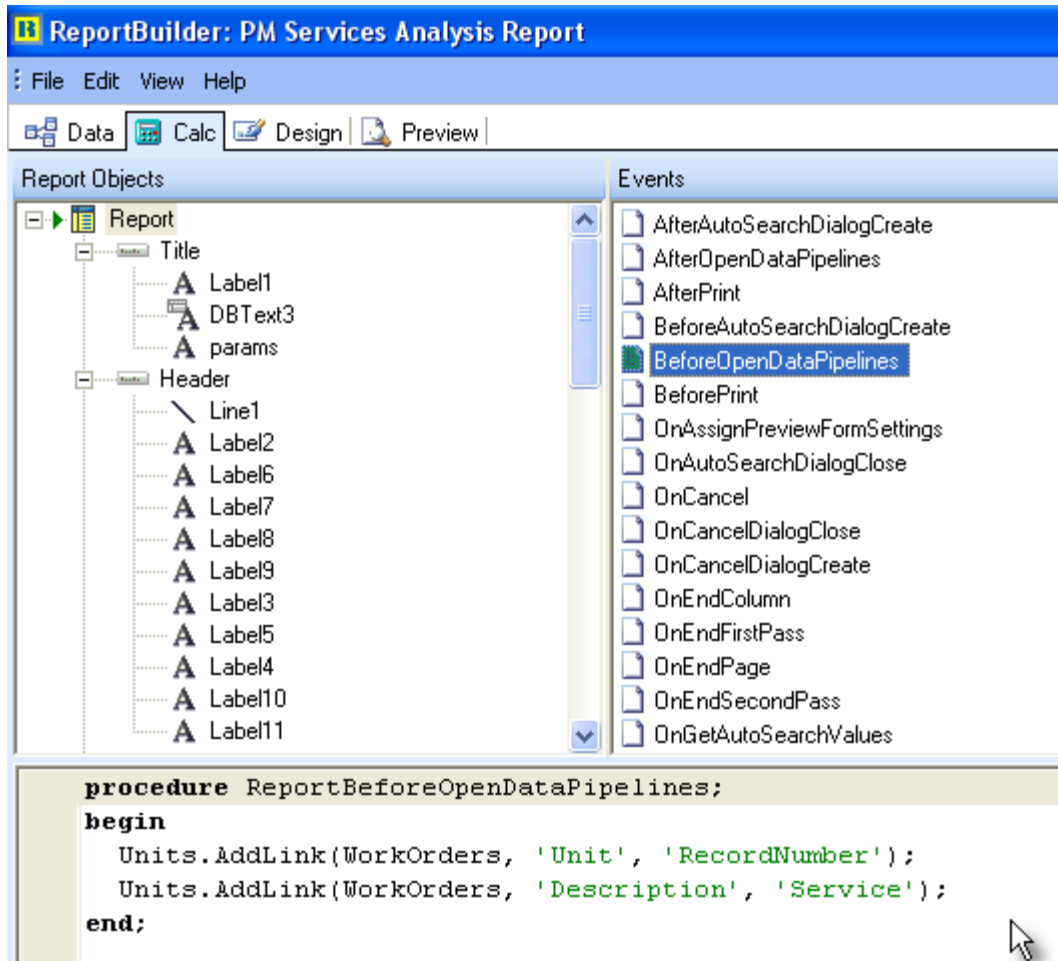 ReportBuilder: PM Services Analysis Report
File Edit View Help
Data Calc Design Preview
Report Objects
Report
Title
Label1
DBText3
params
Header
Line1
Label2
Label6
Label7
Label8
Label9
Label3
Label5
Label4
Label10
Label11
Events
AfterAutoSearchDialogCreate
AfterOpenDataPipelines
AfterPrint
BeforeAutoSearchDialogCreate
BeforeOpenDataPipelines
BeforePrint
OnAssignPreviewFormSettings
OnAutoSearchDialogClose
OnCancel
OnCancelDialogClose
OnCancelDialogCreate
OnEndColumn
OnEndFirstPass
OnEndPage
OnEndSecondPass
OnGetAutoSearchValues
procedure ReportBeforeOpenDataPipelines;
begin
Units.AddLink(WorkOrders, 'Unit', 'RecordNumber');
Units.AddLink(WorkOrders, 'Description', 'Service');
end;